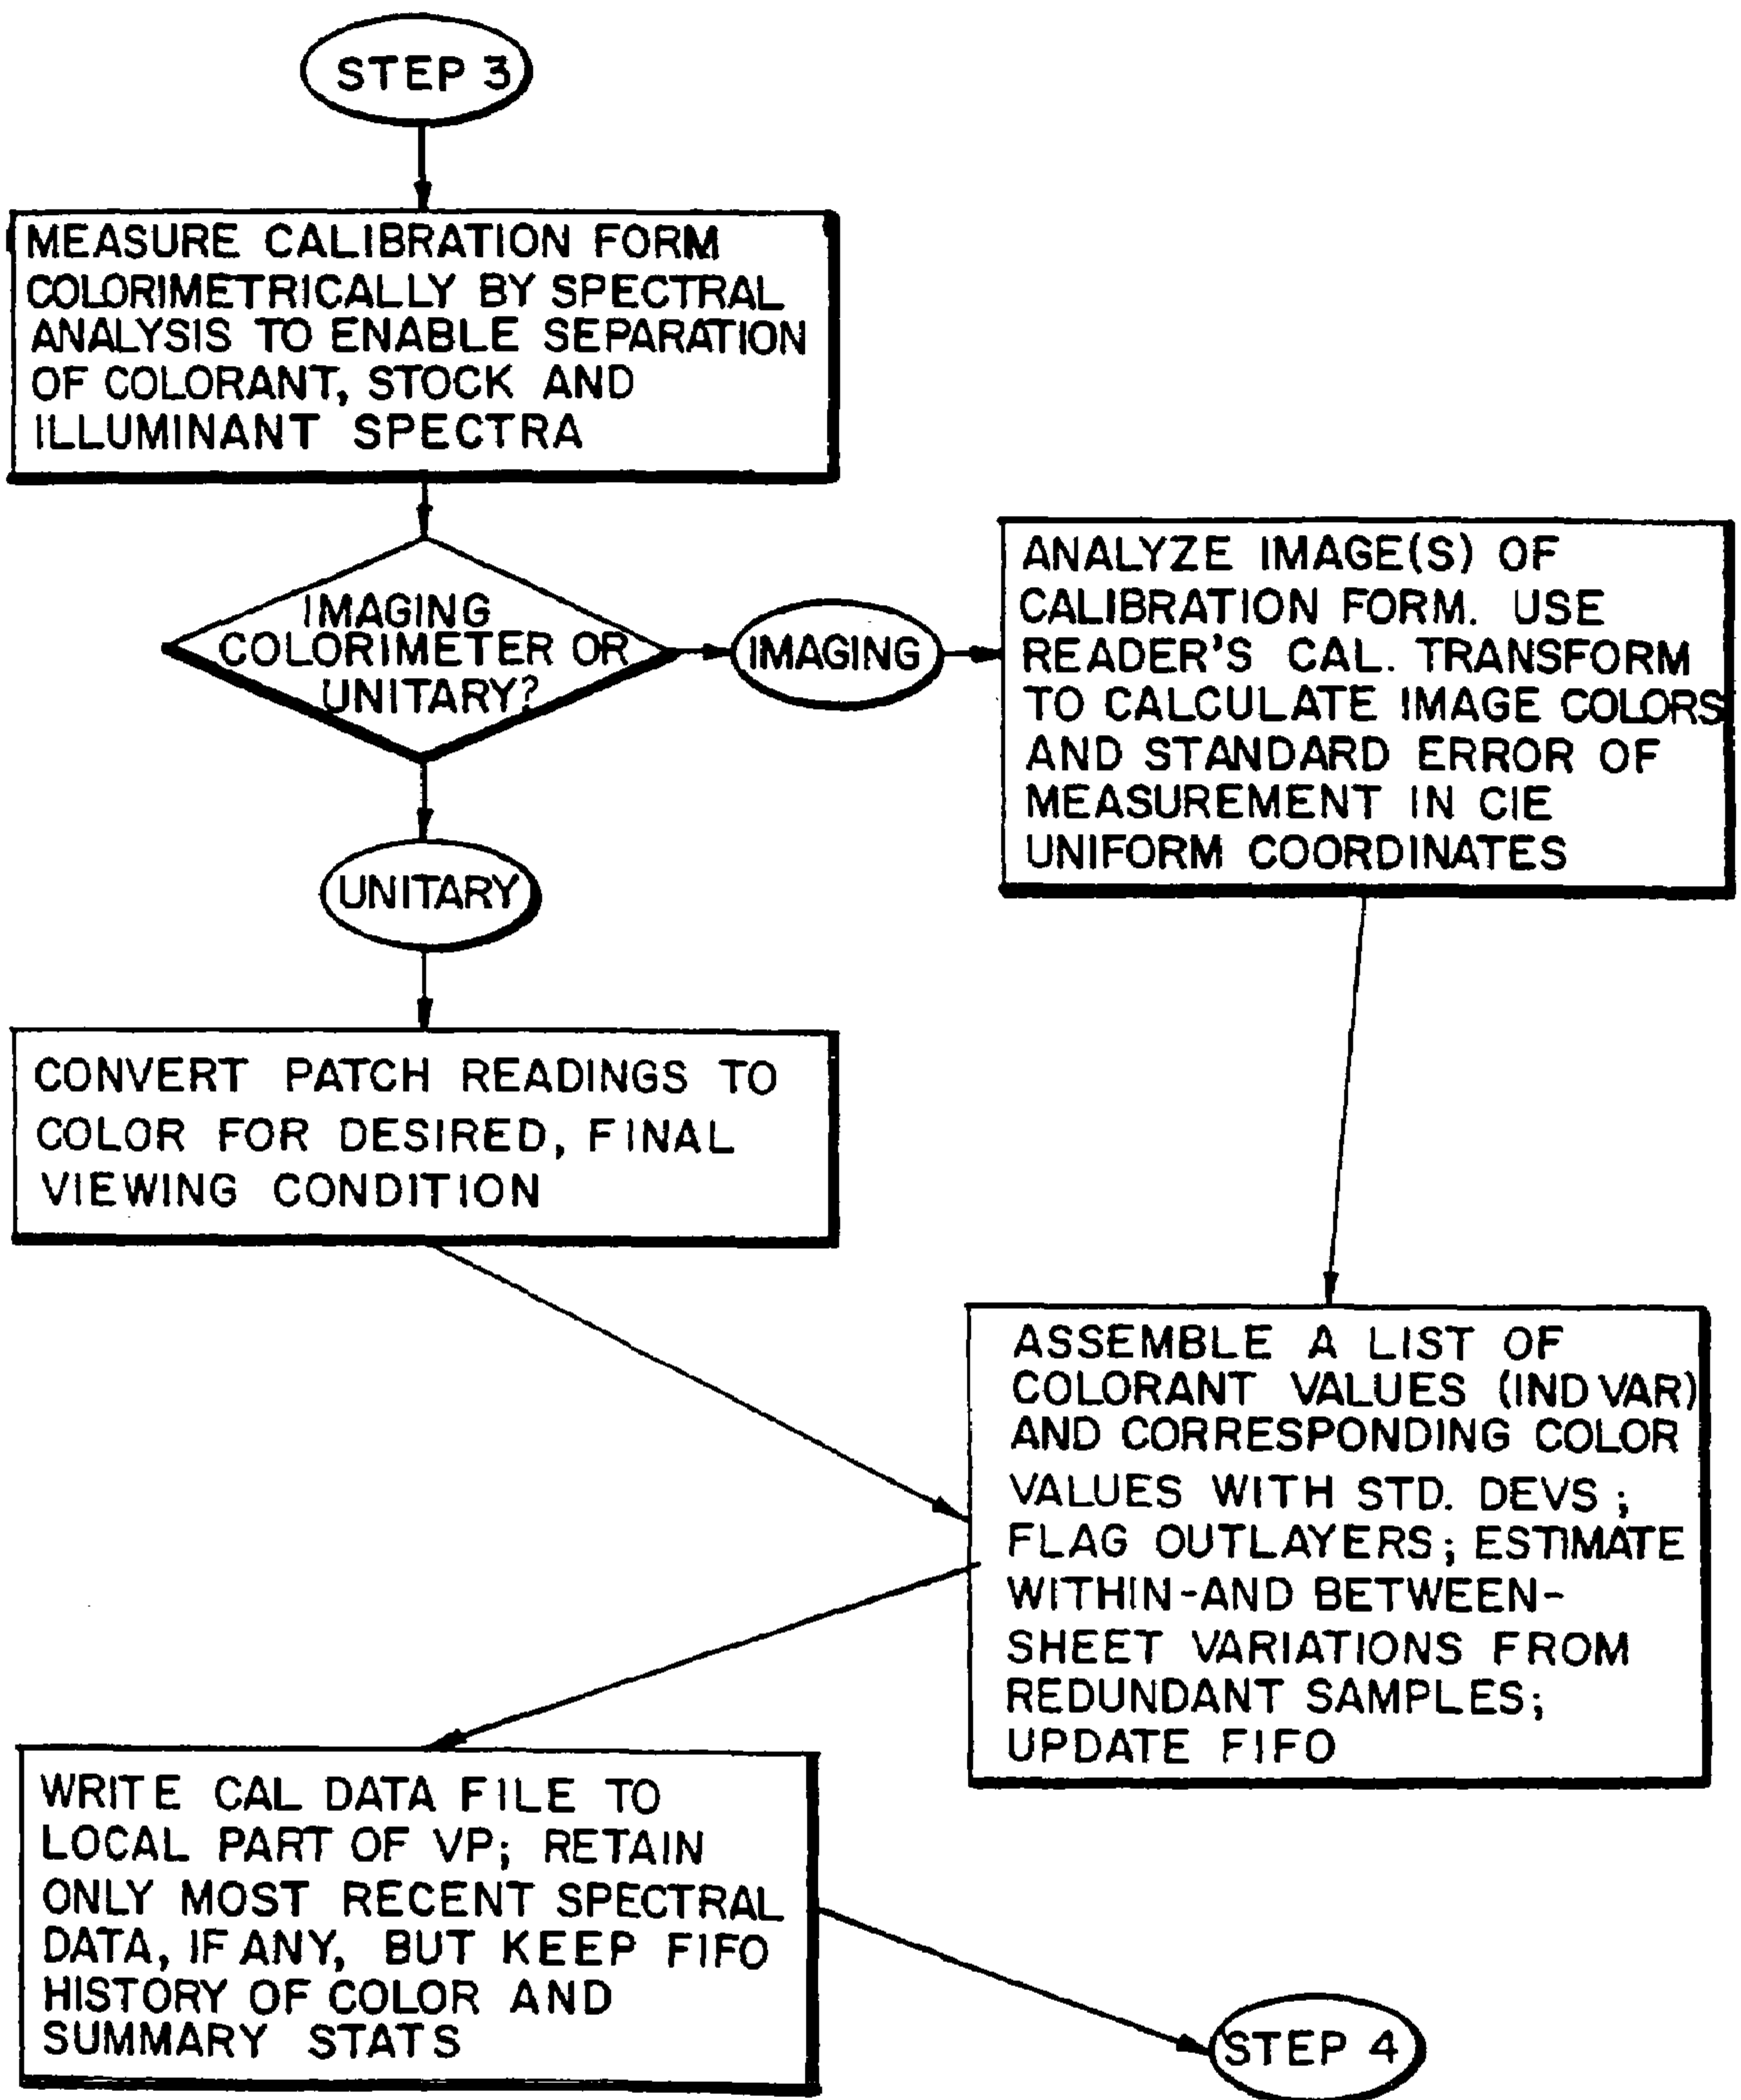 STEP 3
MEASURE CALIBRATION FORM
COLORIMETRICALLY BY SPECTRAL
ANALYSIS TO ENABLE SEPARATION
OF COLORANT, STOCK AND
ILLUMINANT SPECTRA
IMAGING
COLORIMETER OR
UNITARY?
IMAGING
ANALYZE IMAGE(S) OF
CALIBRATION FORM. USE
READER'S CAL. TRANSFORM
TO CALCULATE IMAGE COLORS
AND STANDARD ERROR OF
MEASUREMENT IN CIE
UNIFORM COORDINATES
UNITARY
CONVERT PATCH READINGS TO
COLOR FOR DESIRED, FINAL
VIEWING CONDITION
ASSEMBLE A LIST OF
COLORANT VALUES (IND VAR)
AND CORRESPONDING COLOR
VALUES WITH STD. DEVS;
FLAG OUTLAYERS; ESTIMATE
WITHIN-AND BETWEEN-
SHEET VARIATIONS FROM
REDUNDANT SAMPLES;
UPDATE FIFO
WRITE CAL DATA FILE TO
LOCAL PART OF VP; RETAIN
ONLY MOST RECENT SPECTRAL
DATA, IF ANY, BUT KEEP FIFO
HISTORY OF COLOR AND
SUMMARY STATS
STEP 4